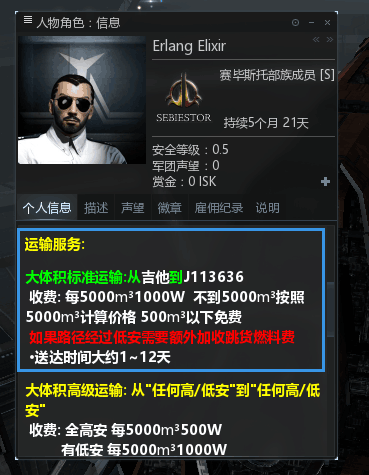 人物角色：信息
Erlang Elixir
赛毕斯托部族成员 [S]
SEBIESTOR
持续5个月 21天
安全等级：0.5
军团声望：0
赏金：0 ISK
个人信息 描述 声望 徽章 雇佣纪录 说明
运输服务:
大体积标准运输:从吉他到J113636
收费: 每5000m³1000W 不到5000m³按照
5000m³计算价格 500m³以下免费
如果路径经过低安需要额外加收跳货燃料费
•送达时间大约1~12天
大体积高级运输: 从"任何高/低安"到"任何高/低
安"
收费: 全高安 每5000m³500W
有低安 每5000m³1000W